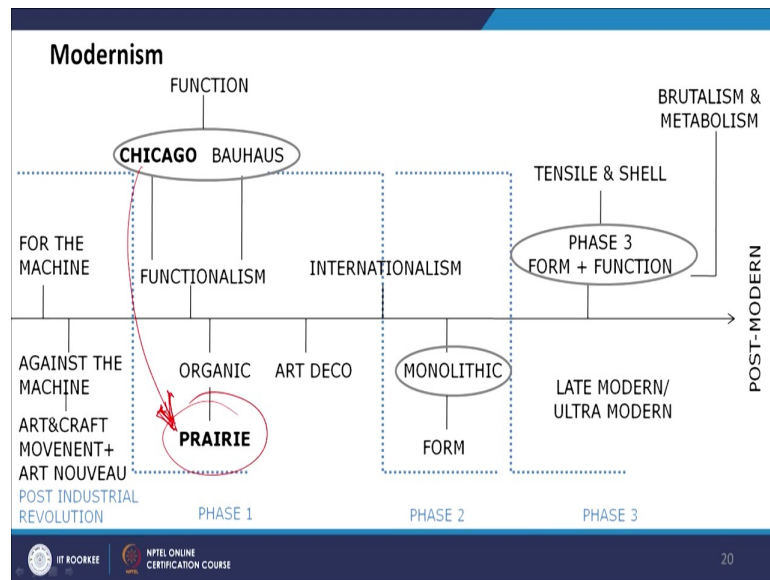 Modernism
FUNCTION
BRUTALISM &
METABOLISM
CHICAGO BAUHAUS
TENSILE & SHELL
FOR THE
MACHINE
PHASE 3
FORM + FUNCTION
FUNCTIONALISM
INTERNATIONALISM
POST-MODERN
AGAINST THE
MACHINE
ORGANIC
ART DECO
MONOLITHIC
LATE MODERN/
ULTRA MODERN
ART&CRAFT
MOVENENT+
ART NOUVEAU
PRAIRIE
FORM
POST INDUSTRIAL
REVOLUTION
PHASE 1
PHASE 2
PHASE 3
IIT ROORKEE
NPTEL ONLINE
CERTIFICATION COURSE
20